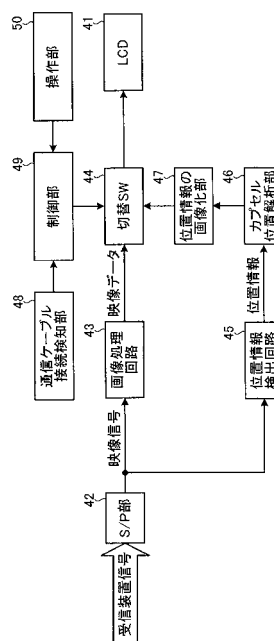 50
操作部
41
LCD
49
制御部
44
切替SW
47
位置情報の
画像化部
46
カプセル
位置解析部
48
通信ケーブル
接続検知部
映像データ
位置情報
43
画像処理
回路
45
位置情報
検出回路
映像信号
42
S/P部
受信装置信号